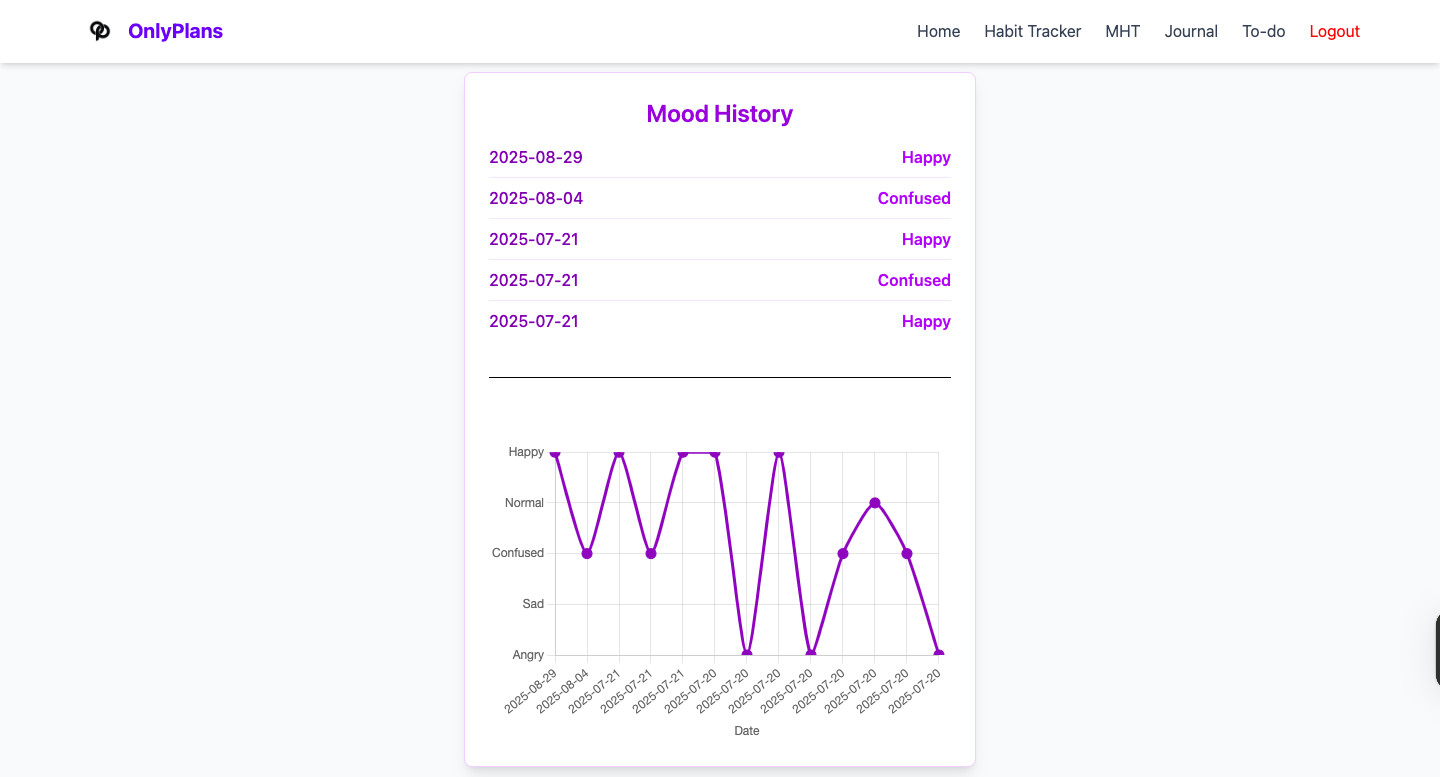 OnlyPlans Home Habit Tracker MHT Journal To-do Logout
Mood History
2025-08-29 Happy
2025-08-04 Confused
2025-07-21 Happy
2025-07-21 Confused
2025-07-21 Happy
Happy
Normal
Confused
Sad
Angry
2025-08-29 2025-08-04 2025-07-21 2025-07-21 2025-07-21 2025-07-20 2025-07-20 2025-07-20 2025-07-20 2025-07-20 2025-07-20 2025-07-20 2025-07-20
Date